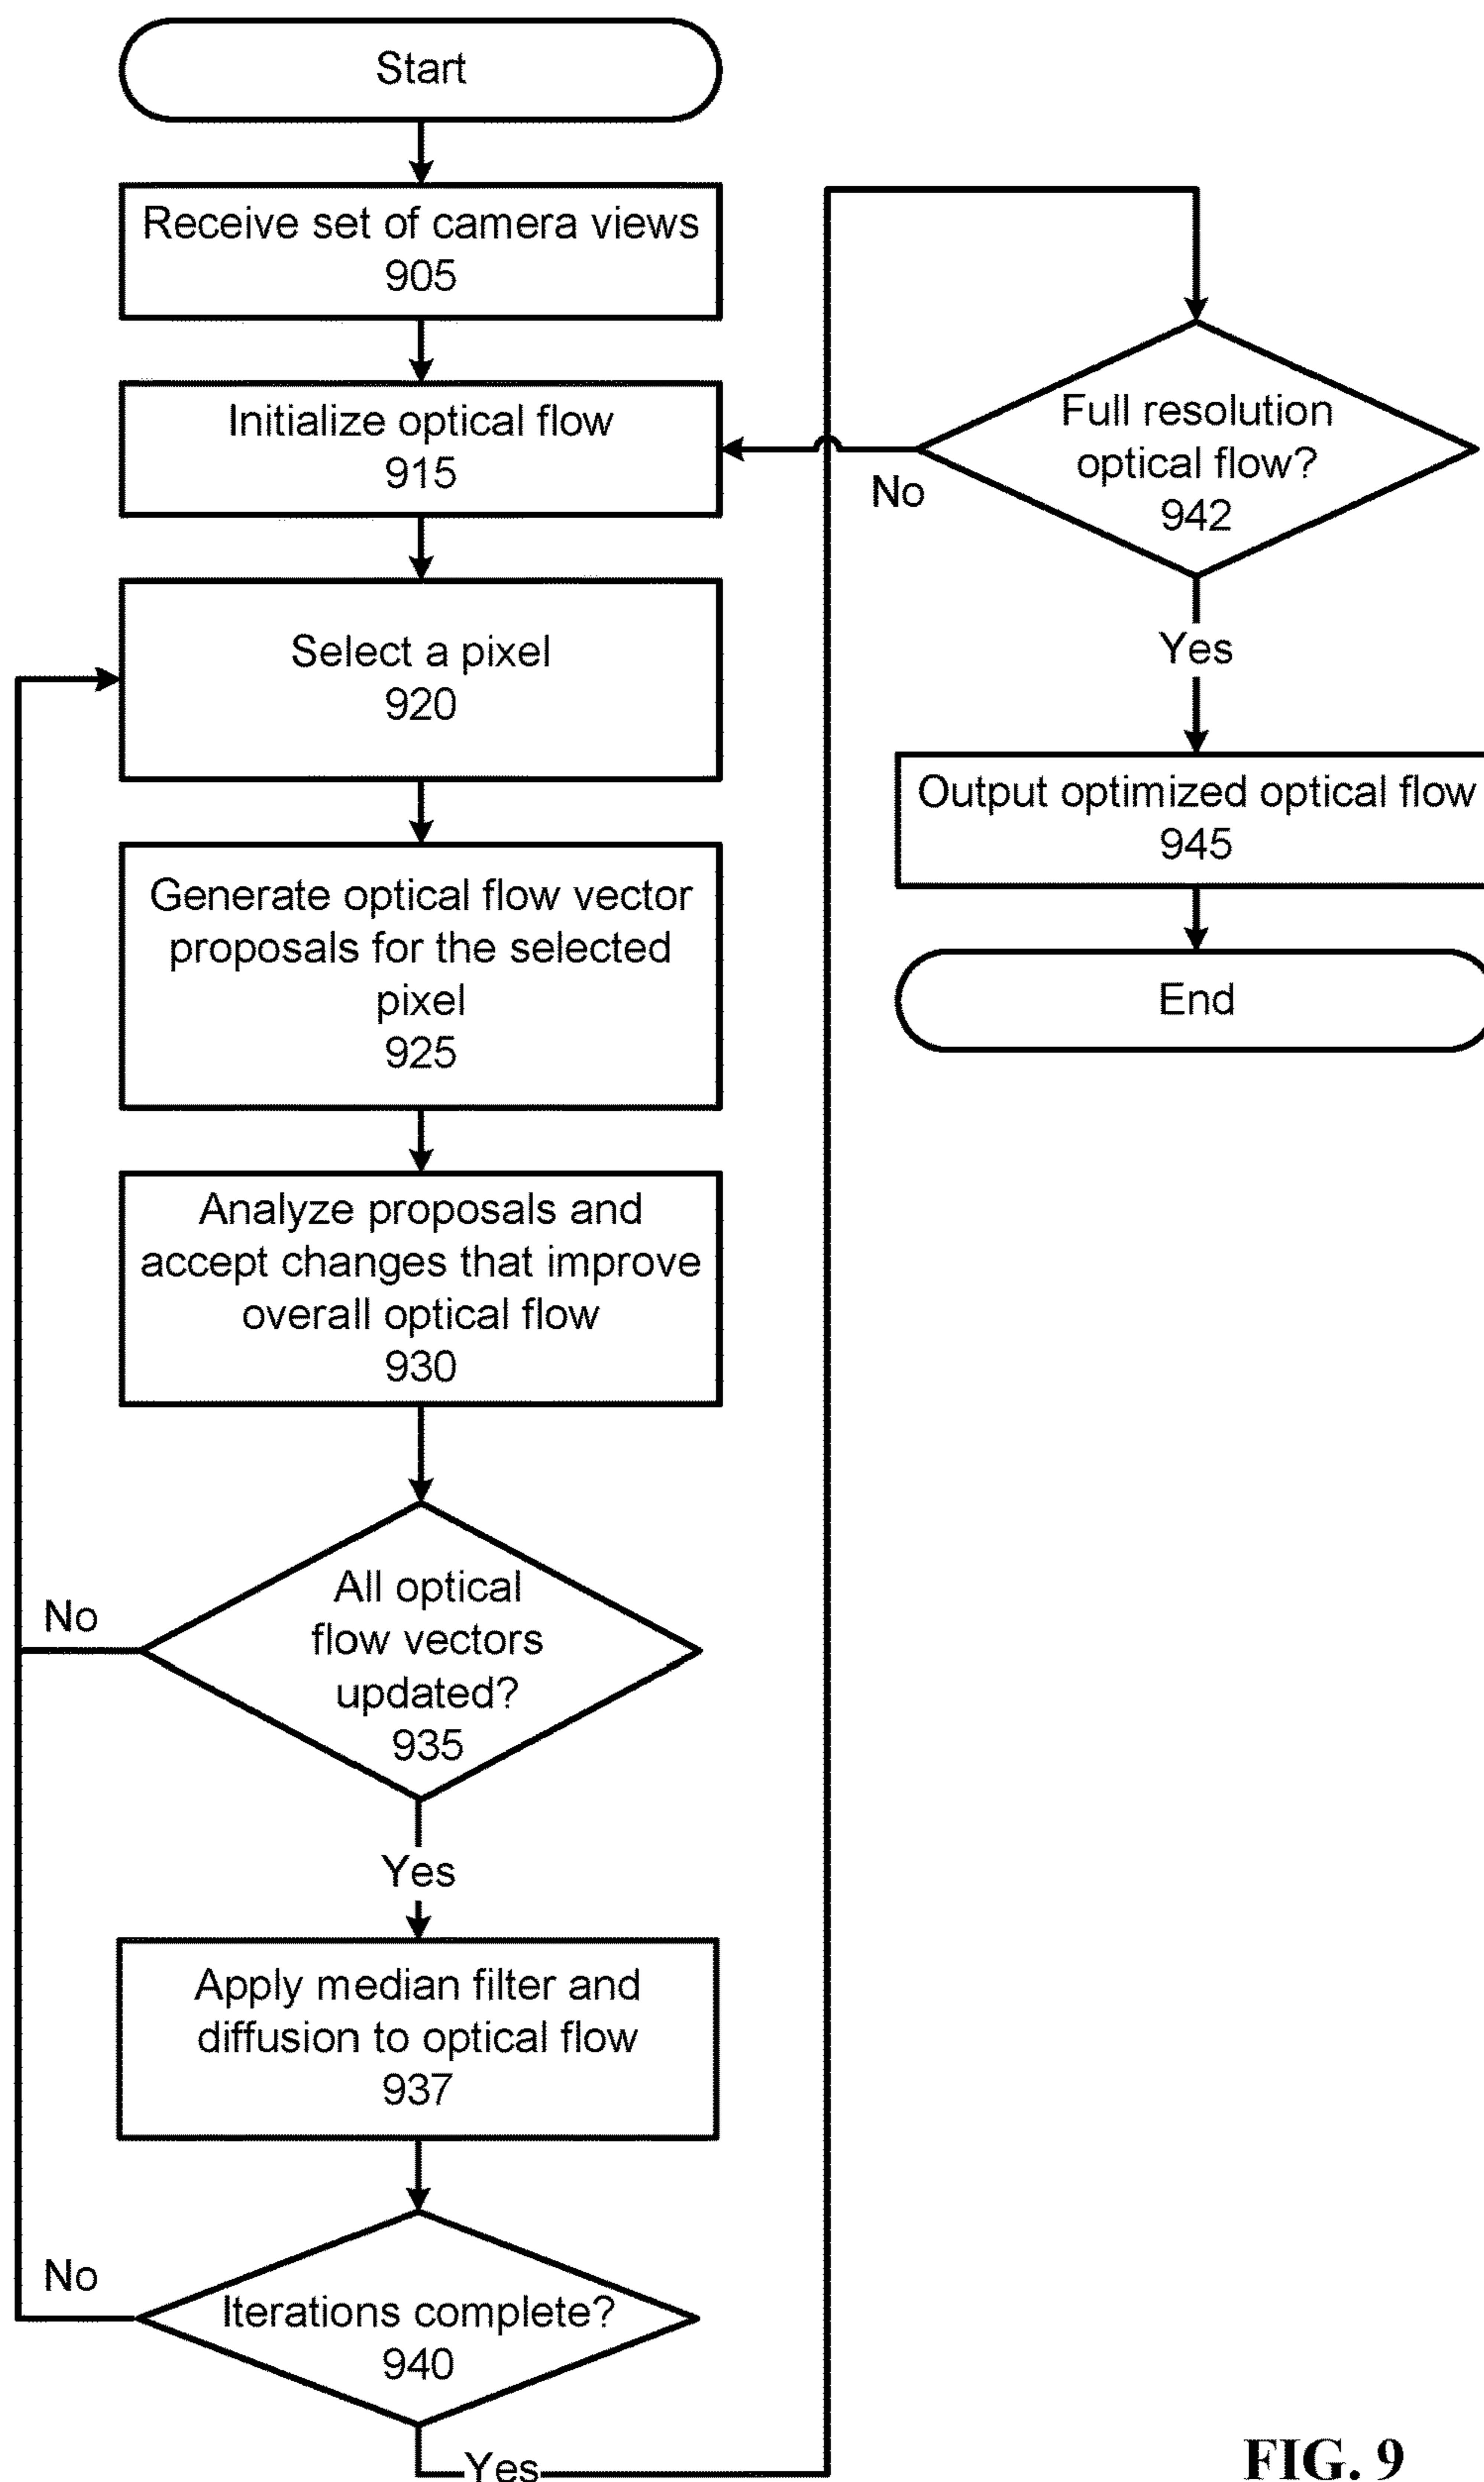 Start
Receive set of camera views
905
Initialize optical flow
915
Select a pixel
920
Generate optical flow vector
proposals for the selected
pixel
925
Analyze proposals and
accept changes that improve
overall optical flow
930
All optical
flow vectors
updated?
935
No
Yes
Apply median filter and
diffusion to optical flow
937
No
Iterations complete?
940
Yes
Full resolution
optical flow?
942
No
Yes
Output optimized optical flow
945
End
FIG. 9